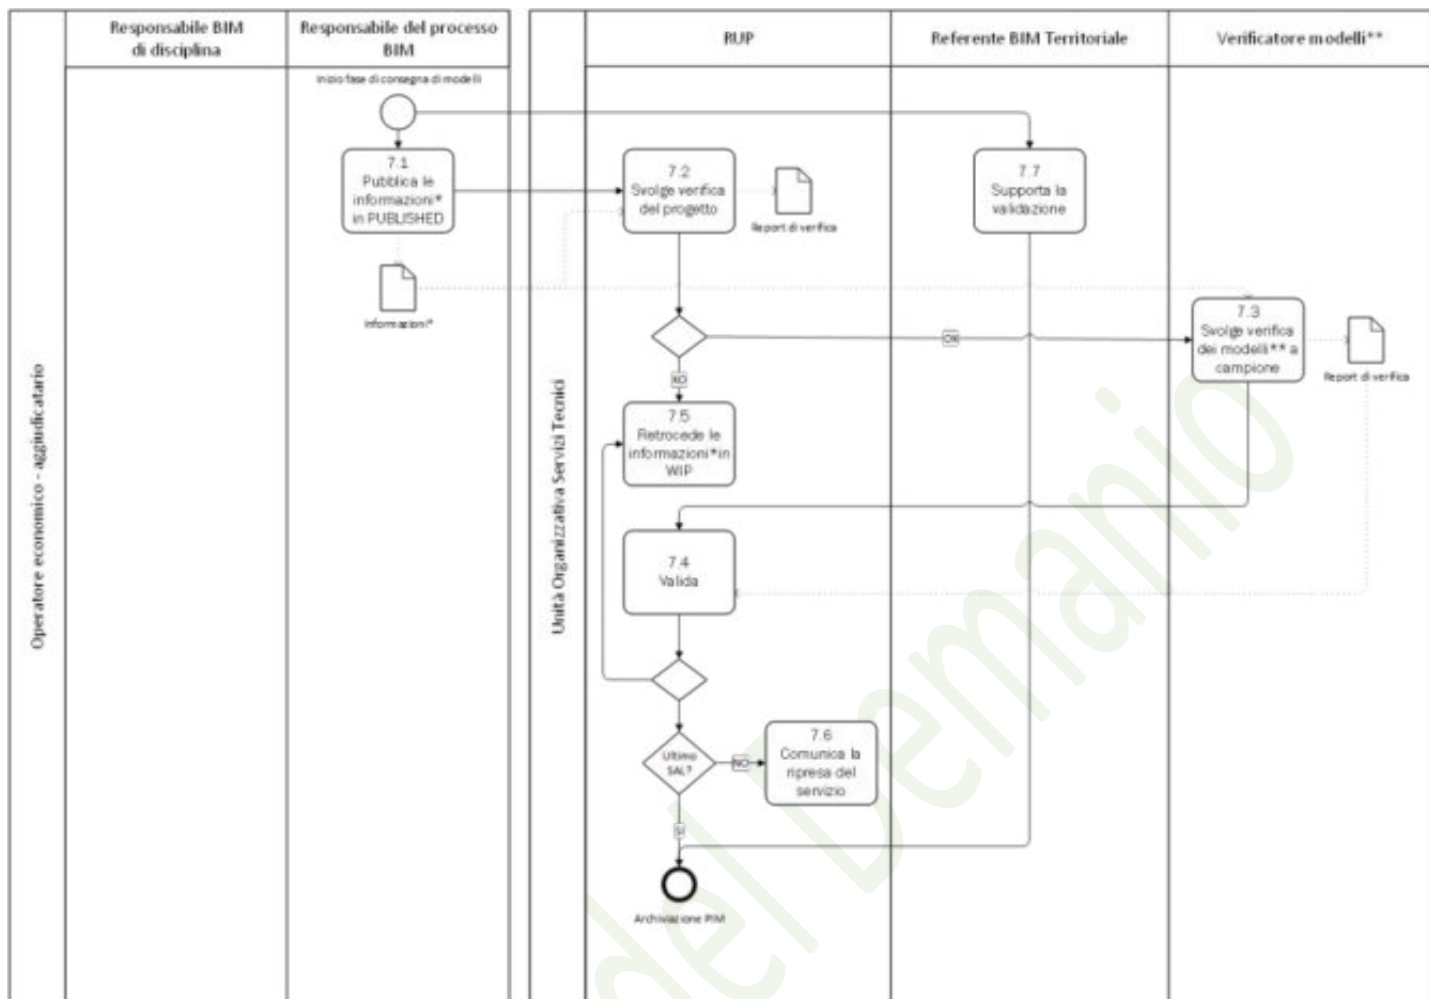 Responsabile BIM
di disciplina
Responsabile del processo
BIM
RUP
Referente BIM Territoriale
Verificatore modelli**
Operatore economico - aggiudicatario
Unità Organizzativa Servizi Tecnici
Inizio fase di consegna di modelli
7.1
Pubblica le
informazioni*
in PUBLISHED
Informazioni*
7.2
Svolge verifica
del progetto
Report di verifica
7.7
Supporta la
validazione
OK
7.3
Svolge verifica
dei modelli** a
campione
Report di verifica
KO
7.5
Retrocede le
informazioni*in
WIP
7.4
Valida
Ultimo
SAL?
NO
7.6
Comunica la
ripresa del
servizio
SI
Archiviazione PIM
del Demanio